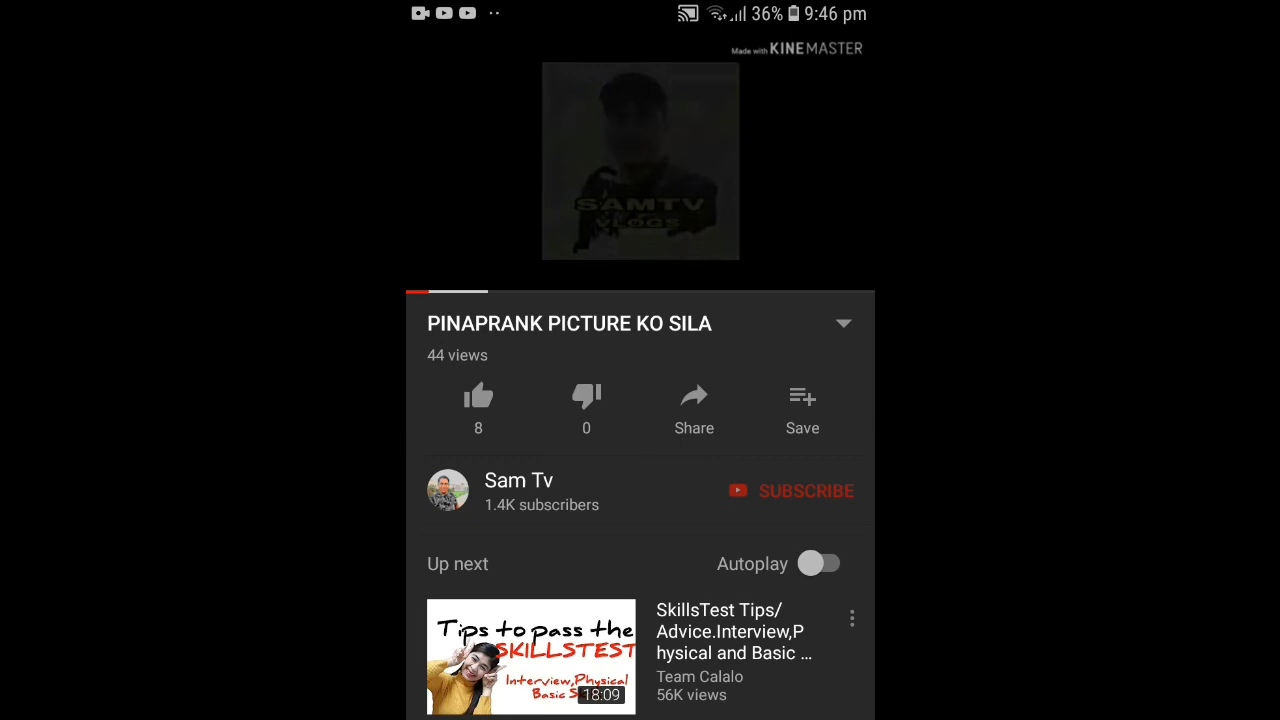 36% 9:46 pm
Made with KINEMASTER
SAMTV
VLOGS
PINAPRANK PICTURE KO SILA
44 views
8 0 Share Save
Sam Tv
1.4K subscribers
SUBSCRIBE
Up next Autoplay
Tips to pass the
SKILLSTEST
Interview,Physical
Basic
18:09
SkillsTest Tips/
Advice.Interview,P
hysical and Basic ...
Team Calalo
56K views